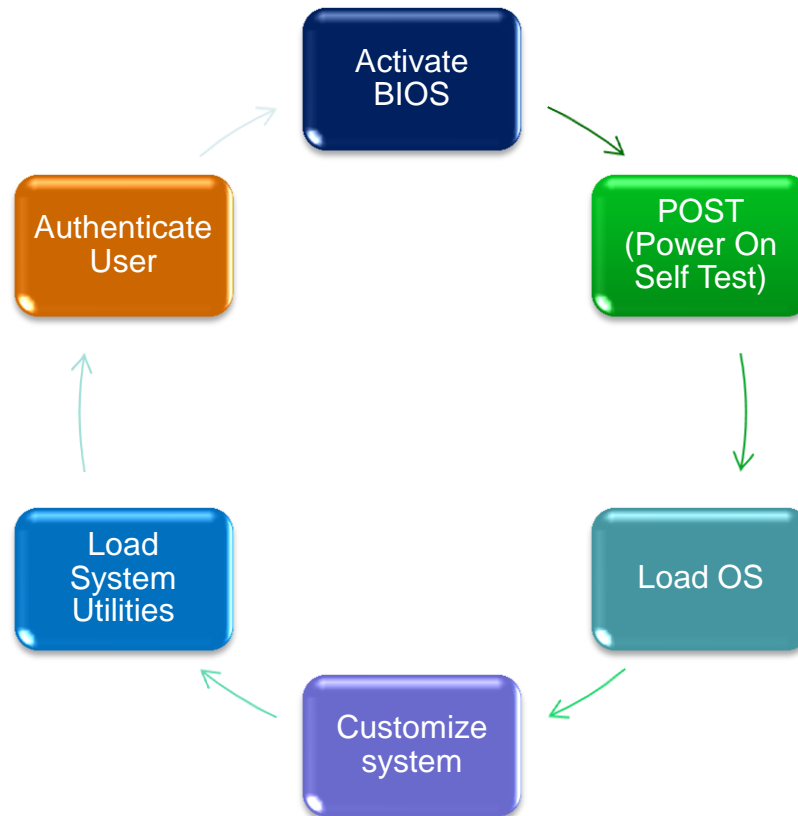 Activate
BIOS
POST
(Power On
Self Test)
Load OS
Customize
system
Load
System
Utilities
Authenticate
User